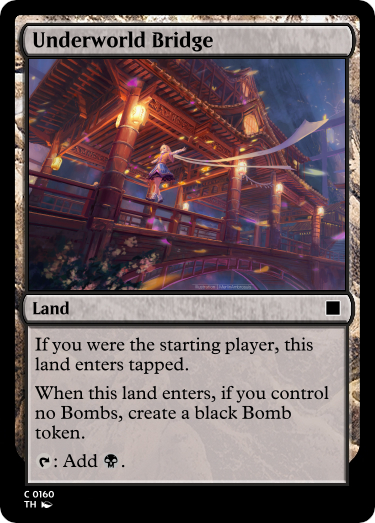 Underworld Bridge
Land
If you were the starting player, this
land enters tapped.
When this land enters, if you control
no Bombs, create a black Bomb
token.
: Add .
C 0160
TH